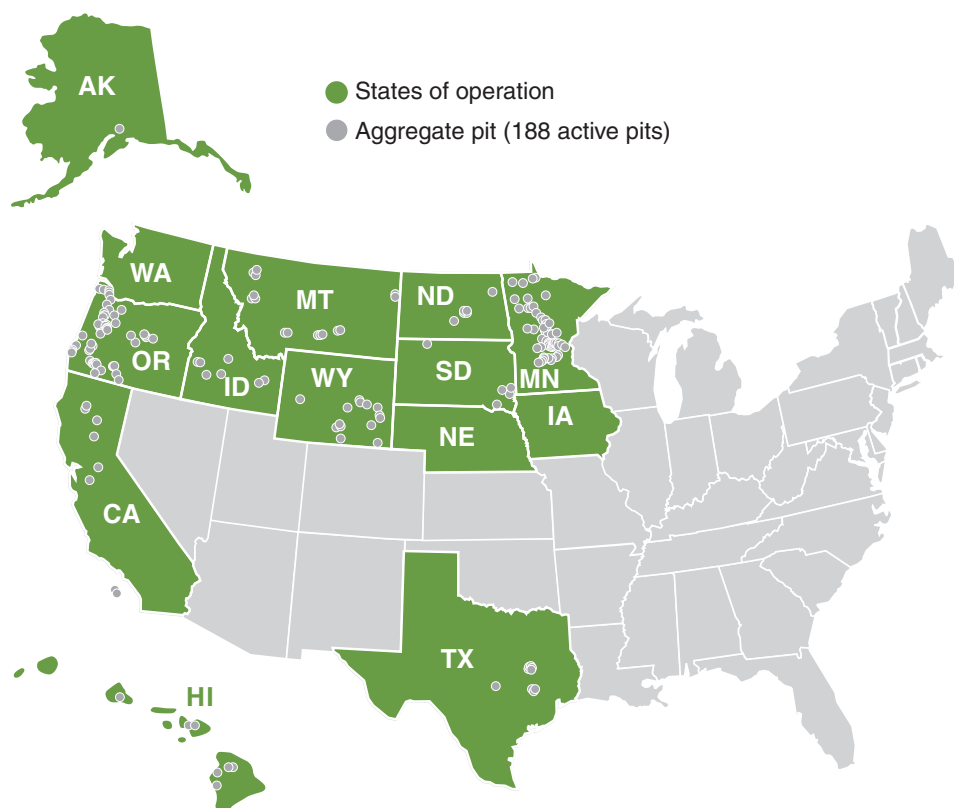 AK
States of operation
Aggregate pit (188 active pits)
WA
MT
ND
OR
ID
WY
SD
MN
NE
IA
CA
TX
HI